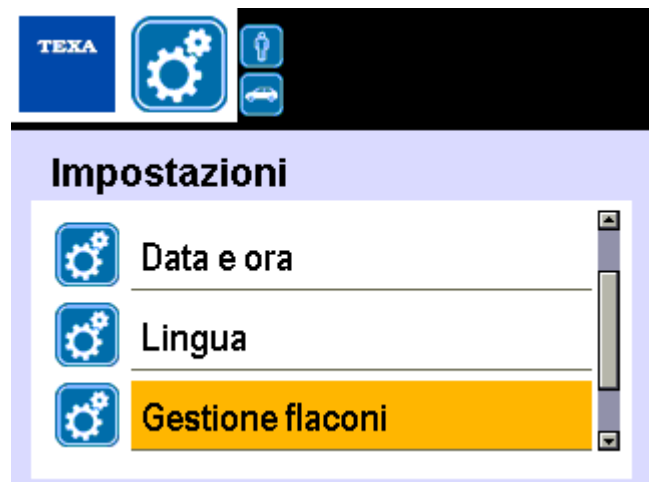 TEXA
Impostazioni
Data e ora
Lingua
Gestione flaconi